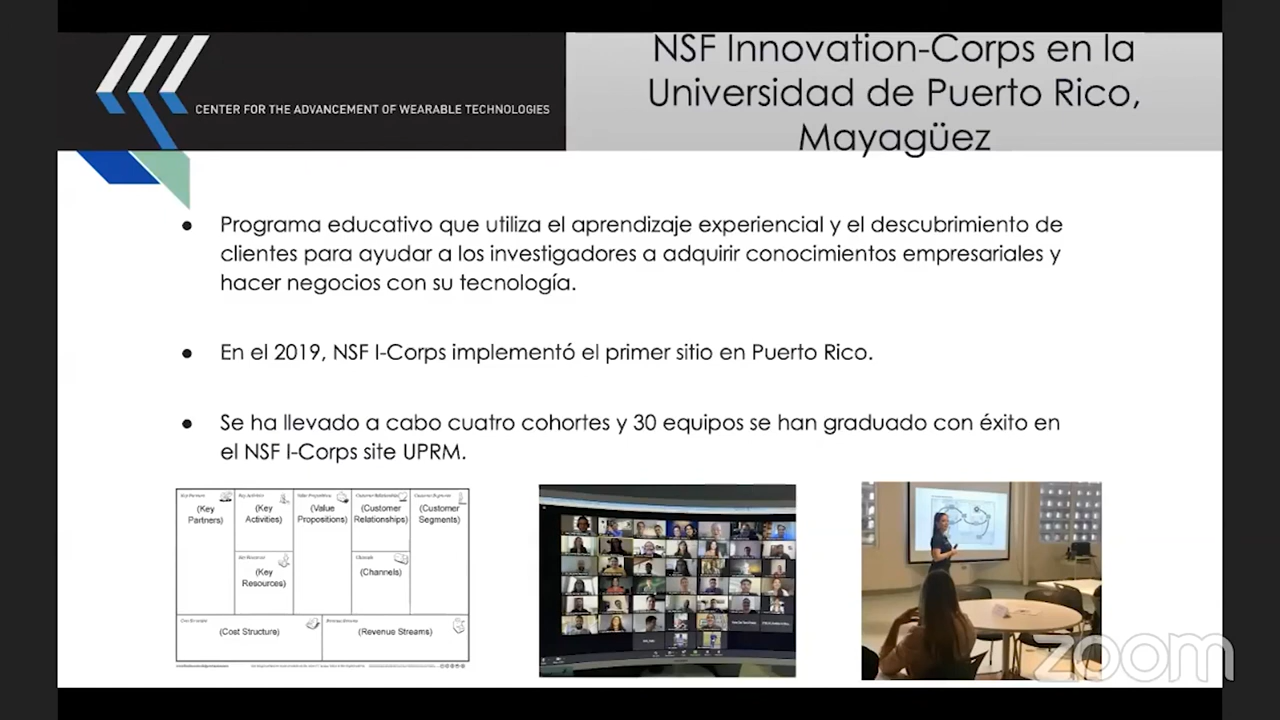 CENTER FOR THE ADVANCEMENT OF WEARABLE TECHNOLOGIES
NSF Innovation-Corps en la
Universidad de Puerto Rico,
Mayagüez
● Programa educativo que utiliza el aprendizaje experiencial y el descubrimiento de
clientes para ayudar a los investigadores a adquirir conocimientos empresariales y
hacer negocios con su tecnología.
● En el 2019, NSF I-Corps implementó el primer sitio en Puerto Rico.
● Se ha llevado a cabo cuatro cohortes y 30 equipos se han graduado con éxito en
el NSF I-Corps site UPRM.
(Key
Partners)
(Key
Activities)
(Value
Propositions)
(Customer
Relationships)
(Customer
Segments)
(Key
Resources)
(Channels)
(Cost Structure)
(Revenue Streams)
zoom